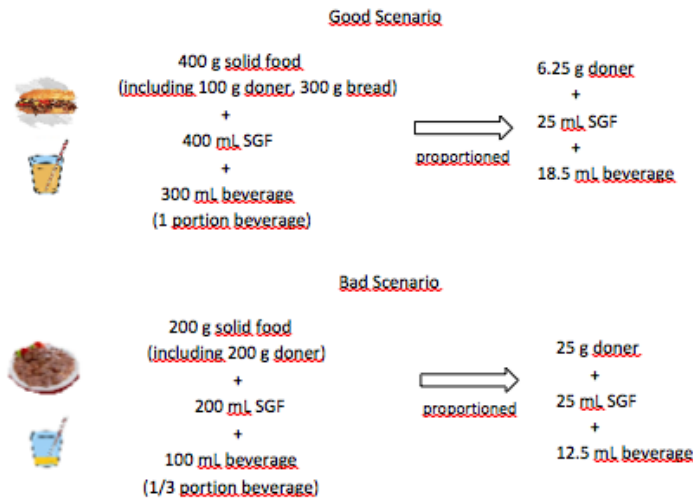 Good Scenario
400 g solid food
(including 100 g doner, 300 g bread)
+
400 mL SGF
+
300 mL beverage
(1 portion beverage)
proportioned
6.25 g doner
+
25 mL SGF
+
18.5 mL beverage
Bad Scenario
200 g solid food
(including 200 g doner)
+
200 mL SGF
+
100 mL beverage
(1/3 portion beverage)
proportioned
25 g doner
+
25 mL SGF
+
12.5 mL beverage